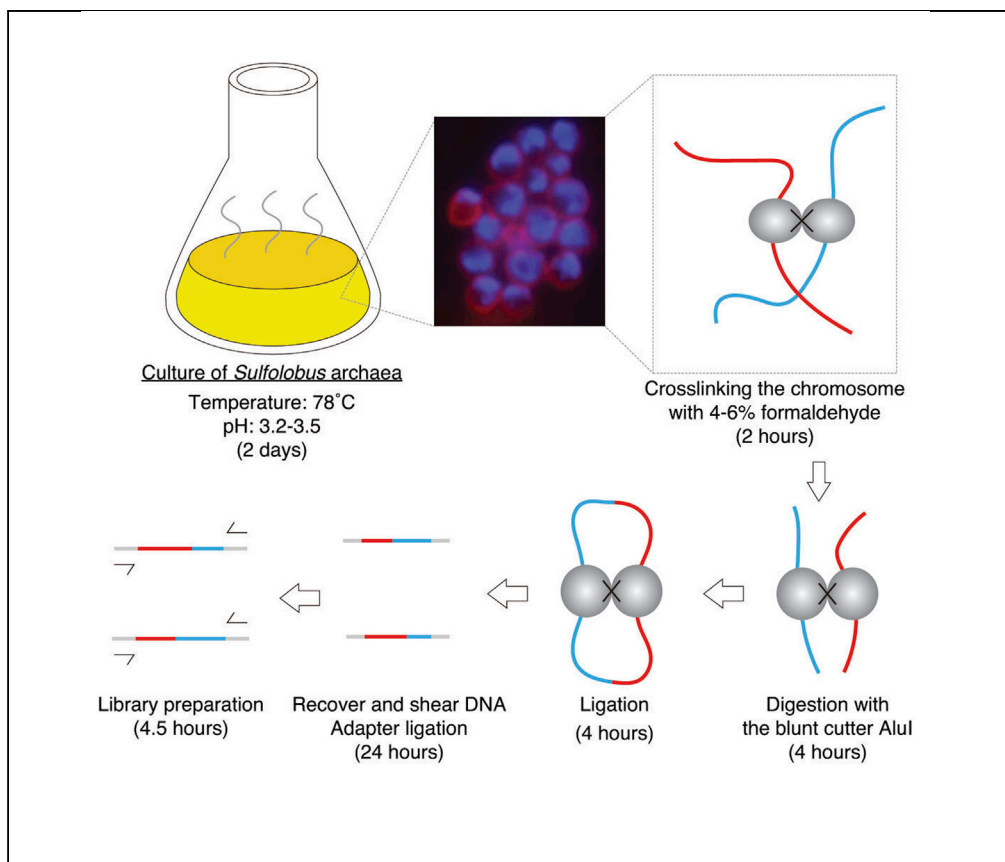 Culture of Sulfolobus archaea
Temperature: 78˚C
pH: 3.2-3.5
(2 days)
Crosslinking the chromosome
with 4-6% formaldehyde
(2 hours)
Library preparation
(4.5 hours)
Recover and shear DNA
Adapter ligation
(24 hours)
Ligation
(4 hours)
Digestion with
the blunt cutter AluI
(4 hours)